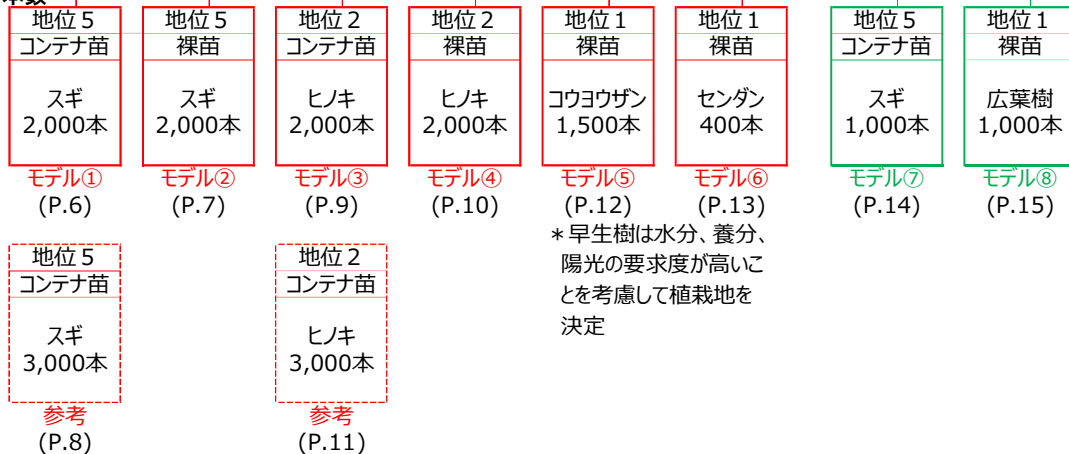 本数
地位5
コンテナ苗
スギ
2,000本
モデル①
(P.6)
地位5
裸苗
スギ
2,000本
モデル②
(P.7)
地位2
コンテナ苗
ヒノキ
2,000本
モデル③
(P.9)
地位2
裸苗
ヒノキ
2,000本
モデル④
(P.10)
地位1
裸苗
コウヨウザン
1,500本
モデル⑤
(P.12)
地位1
裸苗
センダン
400本
モデル⑥
(P.13)
地位5
コンテナ苗
スギ
1,000本
モデル⑦
(P.14)
地位1
裸苗
広葉樹
1,000本
モデル⑧
(P.15)
*早生樹は水分、養分、
陽光の要求度が高いこ
とを考慮して植栽地を
決定
地位5
コンテナ苗
スギ
3,000本
参考
(P.8)
地位2
コンテナ苗
ヒノキ
3,000本
参考
(P.11)